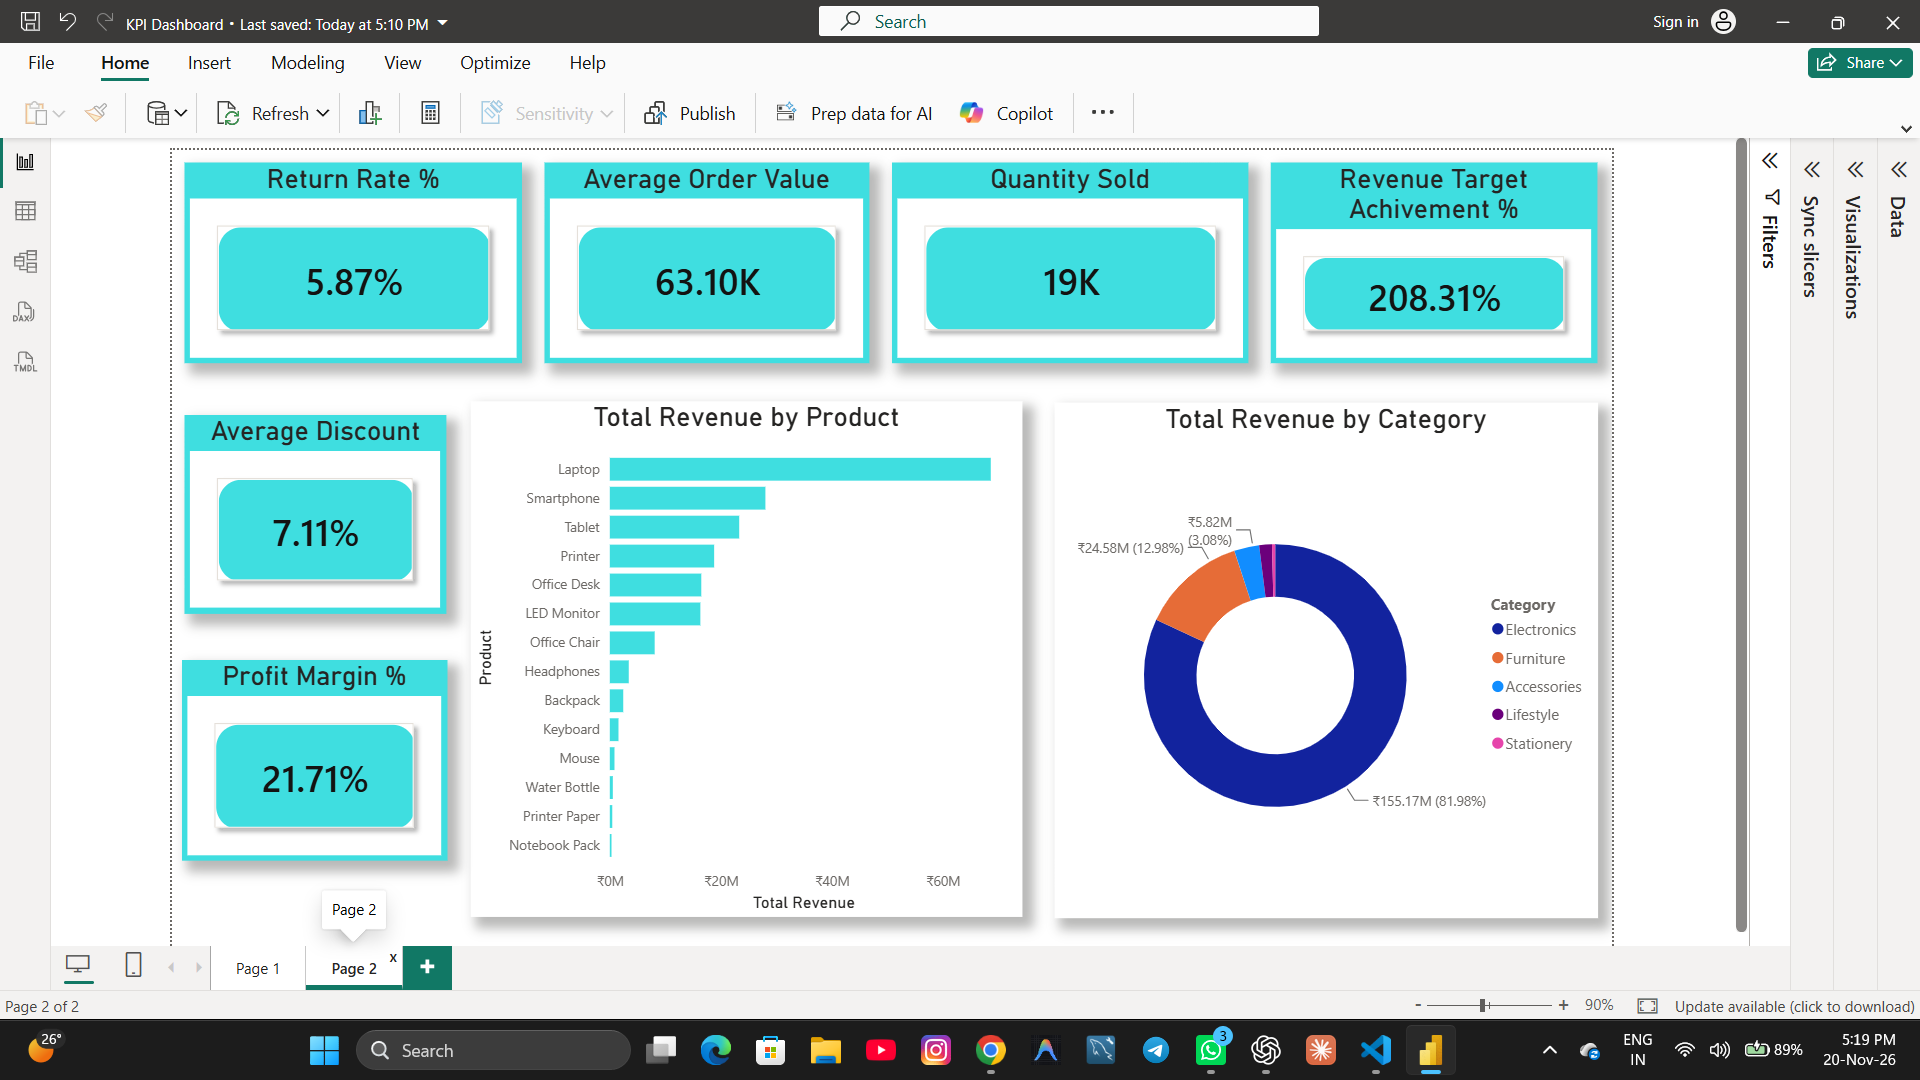 KPI Dashboard • Last saved: Today at 5:10 PM
Search
Sign in
File
Home
Insert
Modeling
View
Optimize
Help
Share
Refresh
Sensitivity
Publish
Prep data for AI
Copilot
DAX
TMDL
Return Rate %
5.87%
Average Order Value
63.10K
Quantity Sold
19K
Revenue Target
Achivement %
208.31%
Filters
Sync slicers
Visualizations
Data
Average Discount
7.11%
Profit Margin %
21.71%
Total Revenue by Product
Product
Laptop
Smartphone
Tablet
Printer
Office Desk
LED Monitor
Office Chair
Headphones
Backpack
Keyboard
Mouse
Water Bottle
Printer Paper
Notebook Pack
₹0M
₹20M
₹40M
₹60M
Total Revenue
Total Revenue by Category
₹5.82M
(3.08%)
₹24.58M (12.98%)
₹155.17M (81.98%)
Category
Electronics
Furniture
Accessories
Lifestyle
Stationery
Page 2
Page 1
Page 2
x
Page 2 of 2
- + 90%
Update available (click to download)
26°
Search
3
ENG
IN
89%
5:19 PM
20-Nov-26